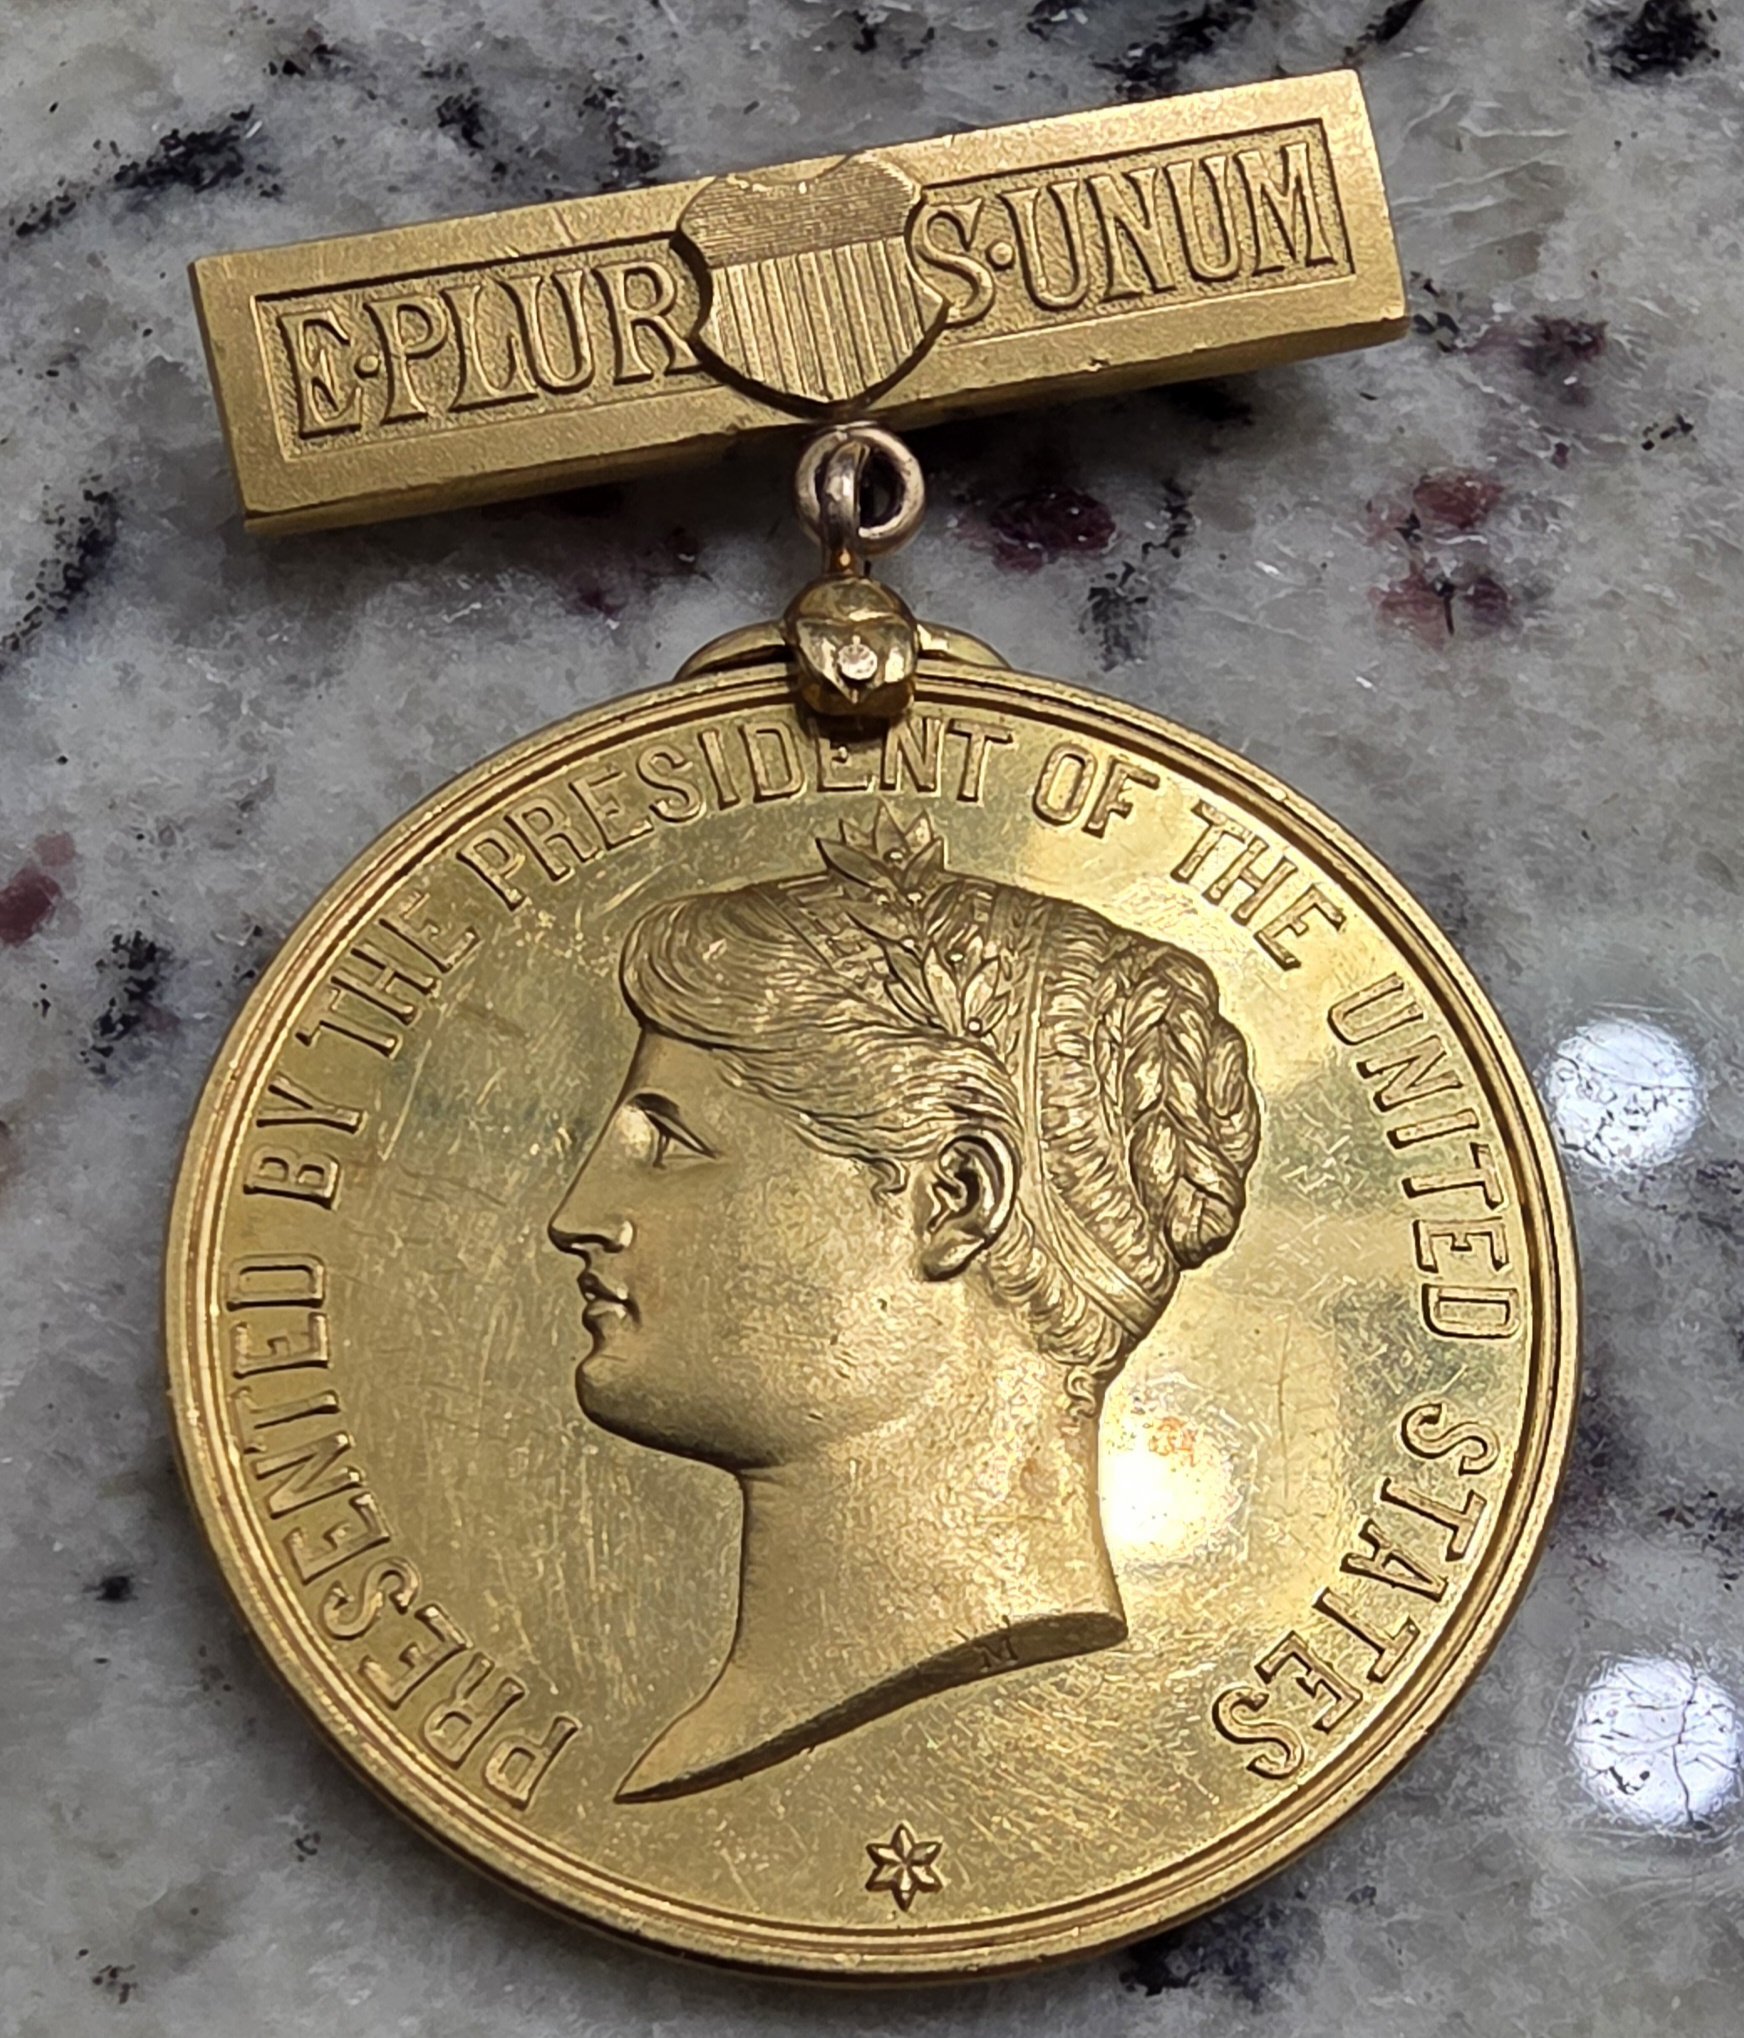 E·PLUR S·UNUM
PRESENTED BY THE PRESIDENT OF THE UNITED STATES
M